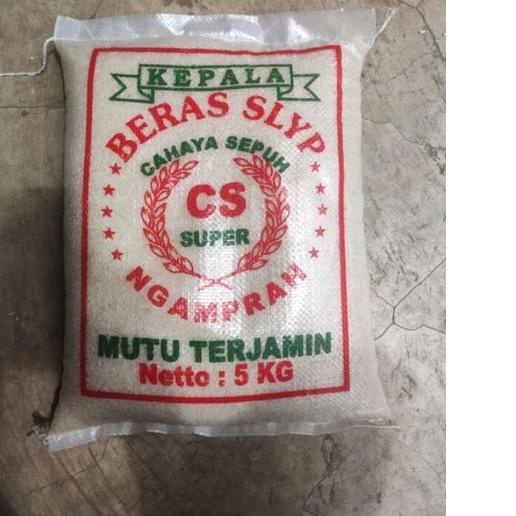 KEPALA
BERAS SLYP
CAHAYA SEPUH
CS
SUPER
NGAMPRAH
MUTU TERJAMIN
Netto : 5 KG